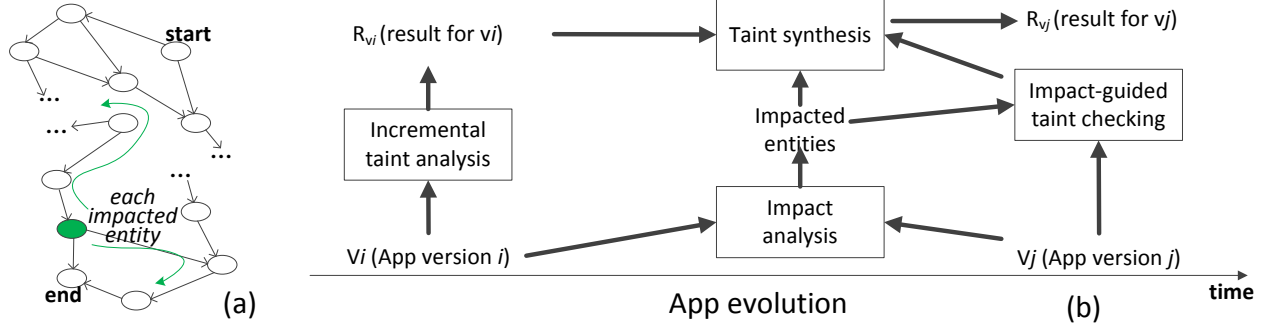 start
...
...
...
...
each
impacted
entity
end
(a)
R_vi (result for vi)
Taint synthesis
R_vj (result for vj)
Incremental
taint analysis
Impacted
entities
Impact-guided
taint checking
Impact
analysis
Vi (App version i)
Vj (App version j)
App evolution
(b)
time